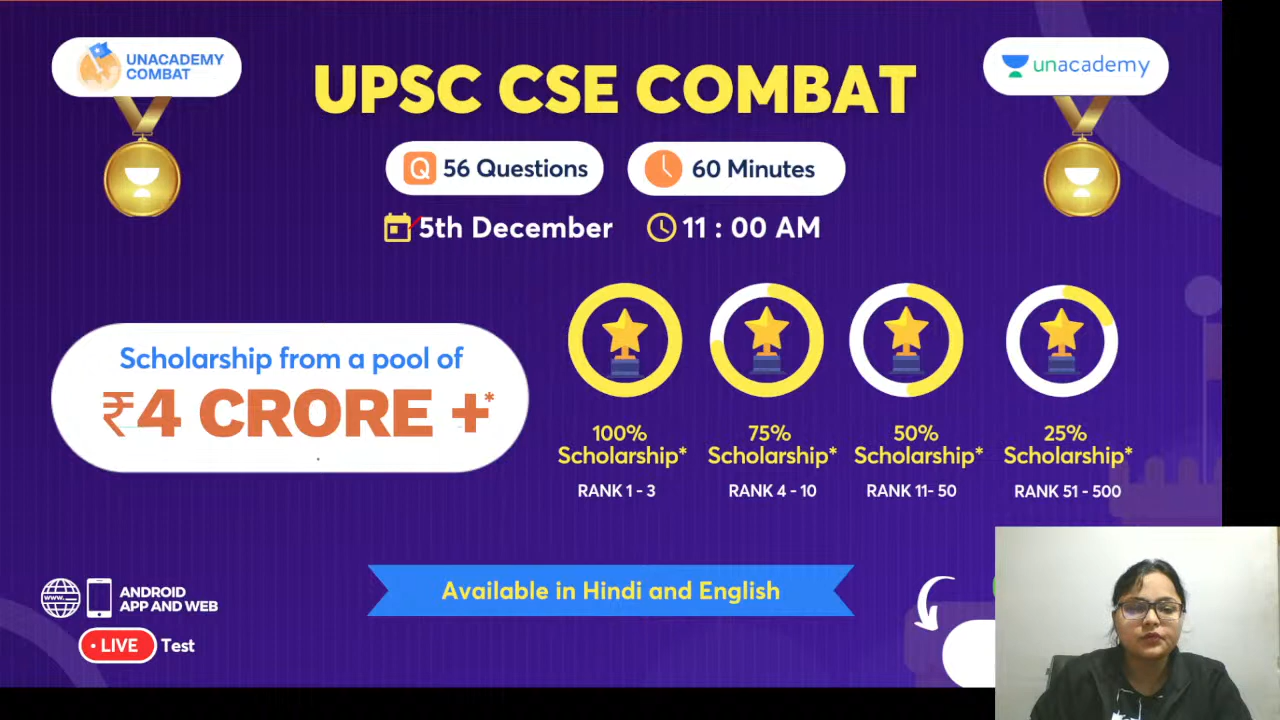 UNACADEMY
COMBAT
unacademy
UPSC CSE COMBAT
Q 56 Questions
60 Minutes
5th December
11 : 00 AM
Scholarship from a pool of
₹4 CRORE +*
100%
Scholarship*
RANK 1 - 3
75%
Scholarship*
RANK 4 - 10
50%
Scholarship*
RANK 11- 50
25%
Scholarship*
RANK 51 - 500
Available in Hindi and English
www.
ANDROID
APP AND WEB
• LIVE Test